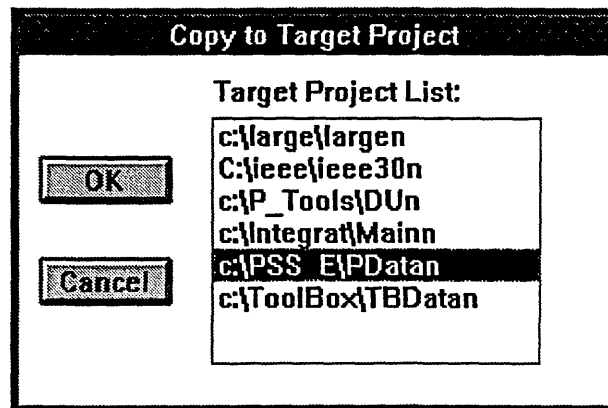 Copy to Target Project
Target Project List:
c:\large\largen
C:\ieee\ieee30n
OK
c:\P_Tools\DUn
c:\Integrat\Mainn
c:\PSS_E\PDatan
Cancel
c:\ToolBox\TBDatan